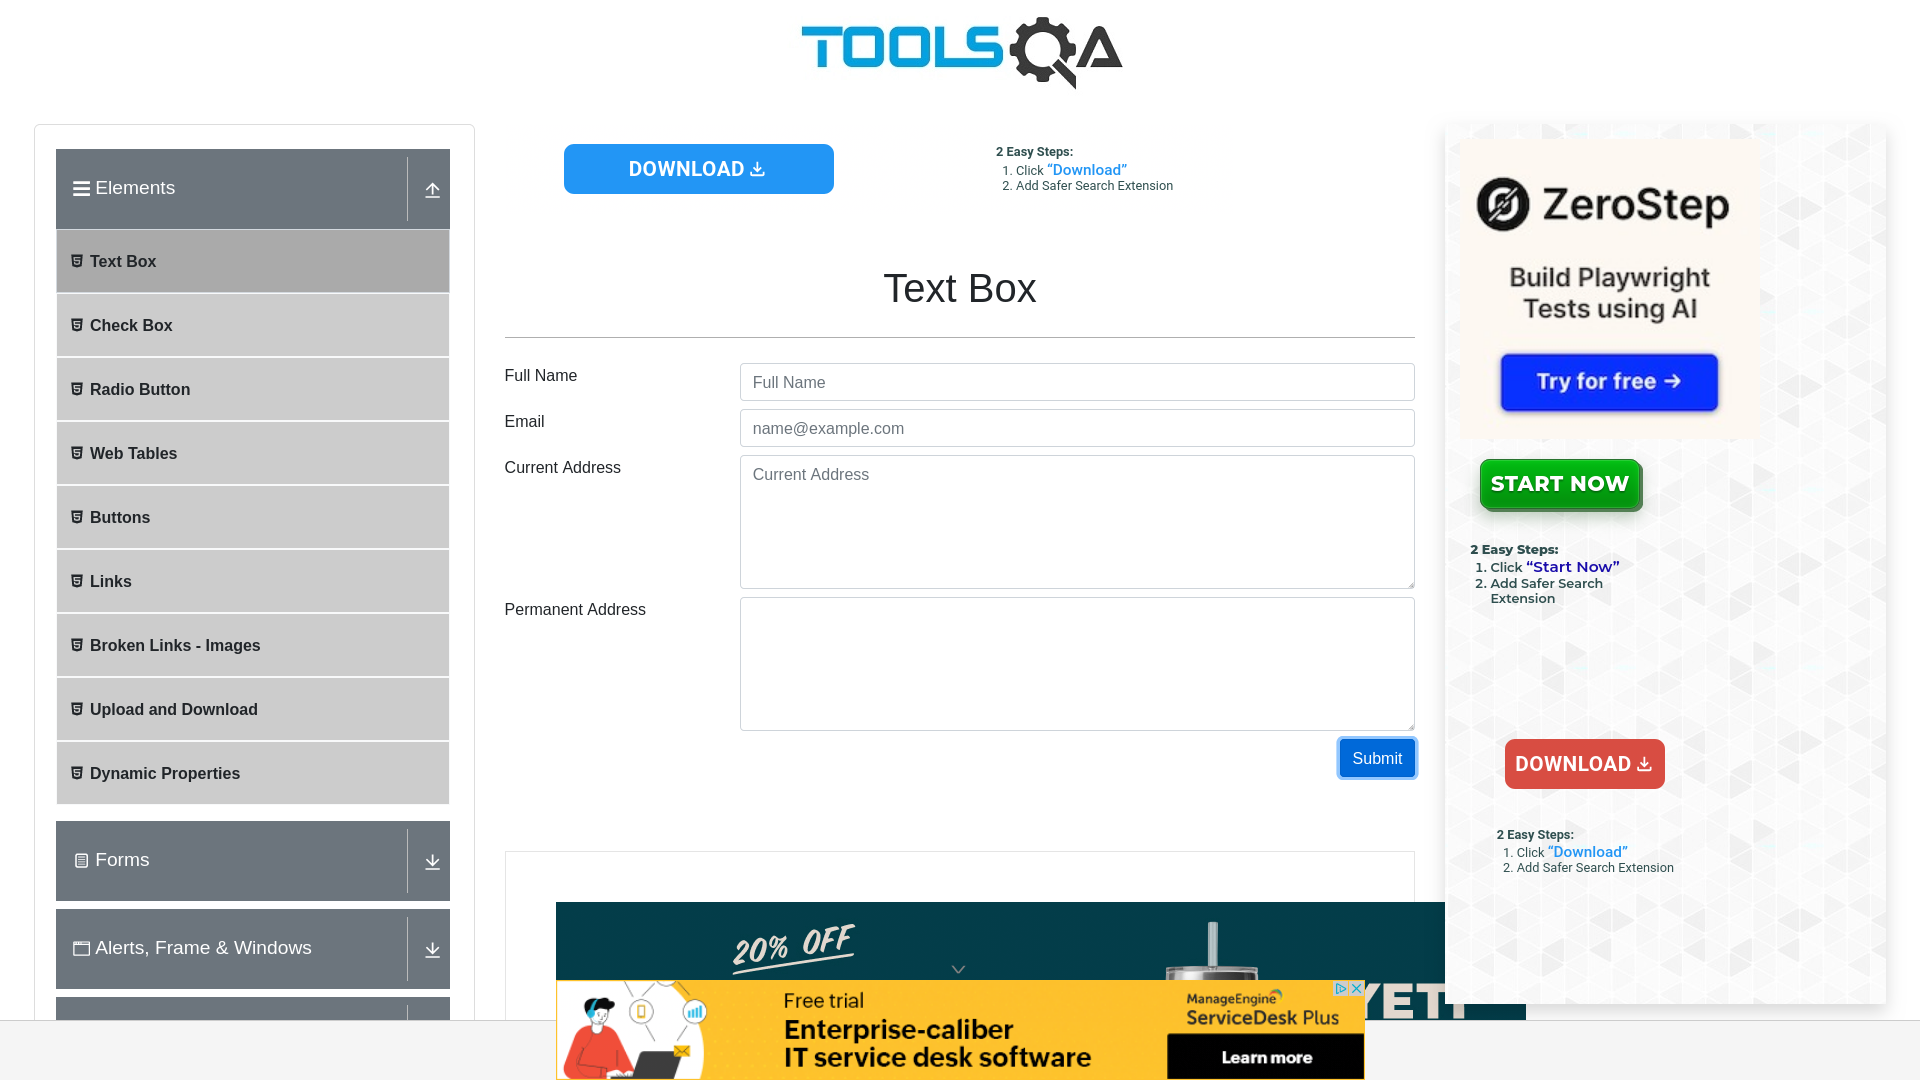 TOOLSQA
Elements
Text Box
Check Box
Radio Button
Web Tables
Buttons
Links
Broken Links - Images
Upload and Download
Dynamic Properties
Forms
Alerts, Frame & Windows
DOWNLOAD
2 Easy Steps:
1. Click “Download”
2. Add Safer Search Extension
Text Box
Full Name
Full Name
Email
name@example.com
Current Address
Current Address
Permanent Address
Submit
20% OFF
YETI
Free trial
Enterprise-caliber
IT service desk software
ManageEngine
ServiceDesk Plus
Learn more
ZeroStep
Build Playwright
Tests using AI
Try for free →
START NOW
2 Easy Steps:
1. Click “Start Now”
2. Add Safer Search
Extension
DOWNLOAD
2 Easy Steps:
1. Click “Download”
2. Add Safer Search Extension